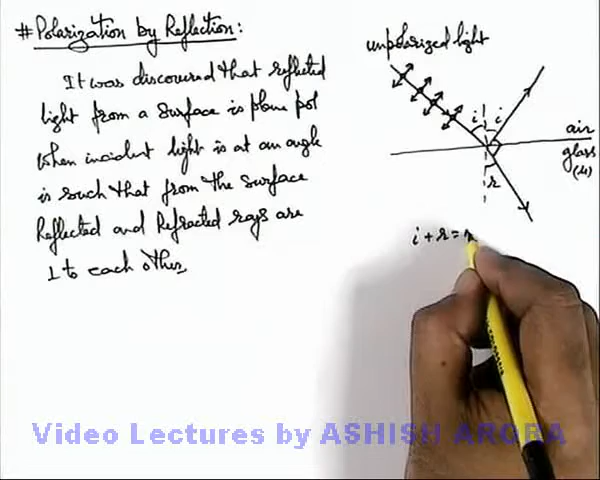 # Polarization by Reflection:
It was discovered that reflected
light from a surface is plane pol
when incident light is at an angle
is such that from the surface
Reflected and Refracted rays are
⊥ to each other
unpolarized light
i i
air
glass
(μ)
r
i + r =
Video Lectures by ASHISH ARORA